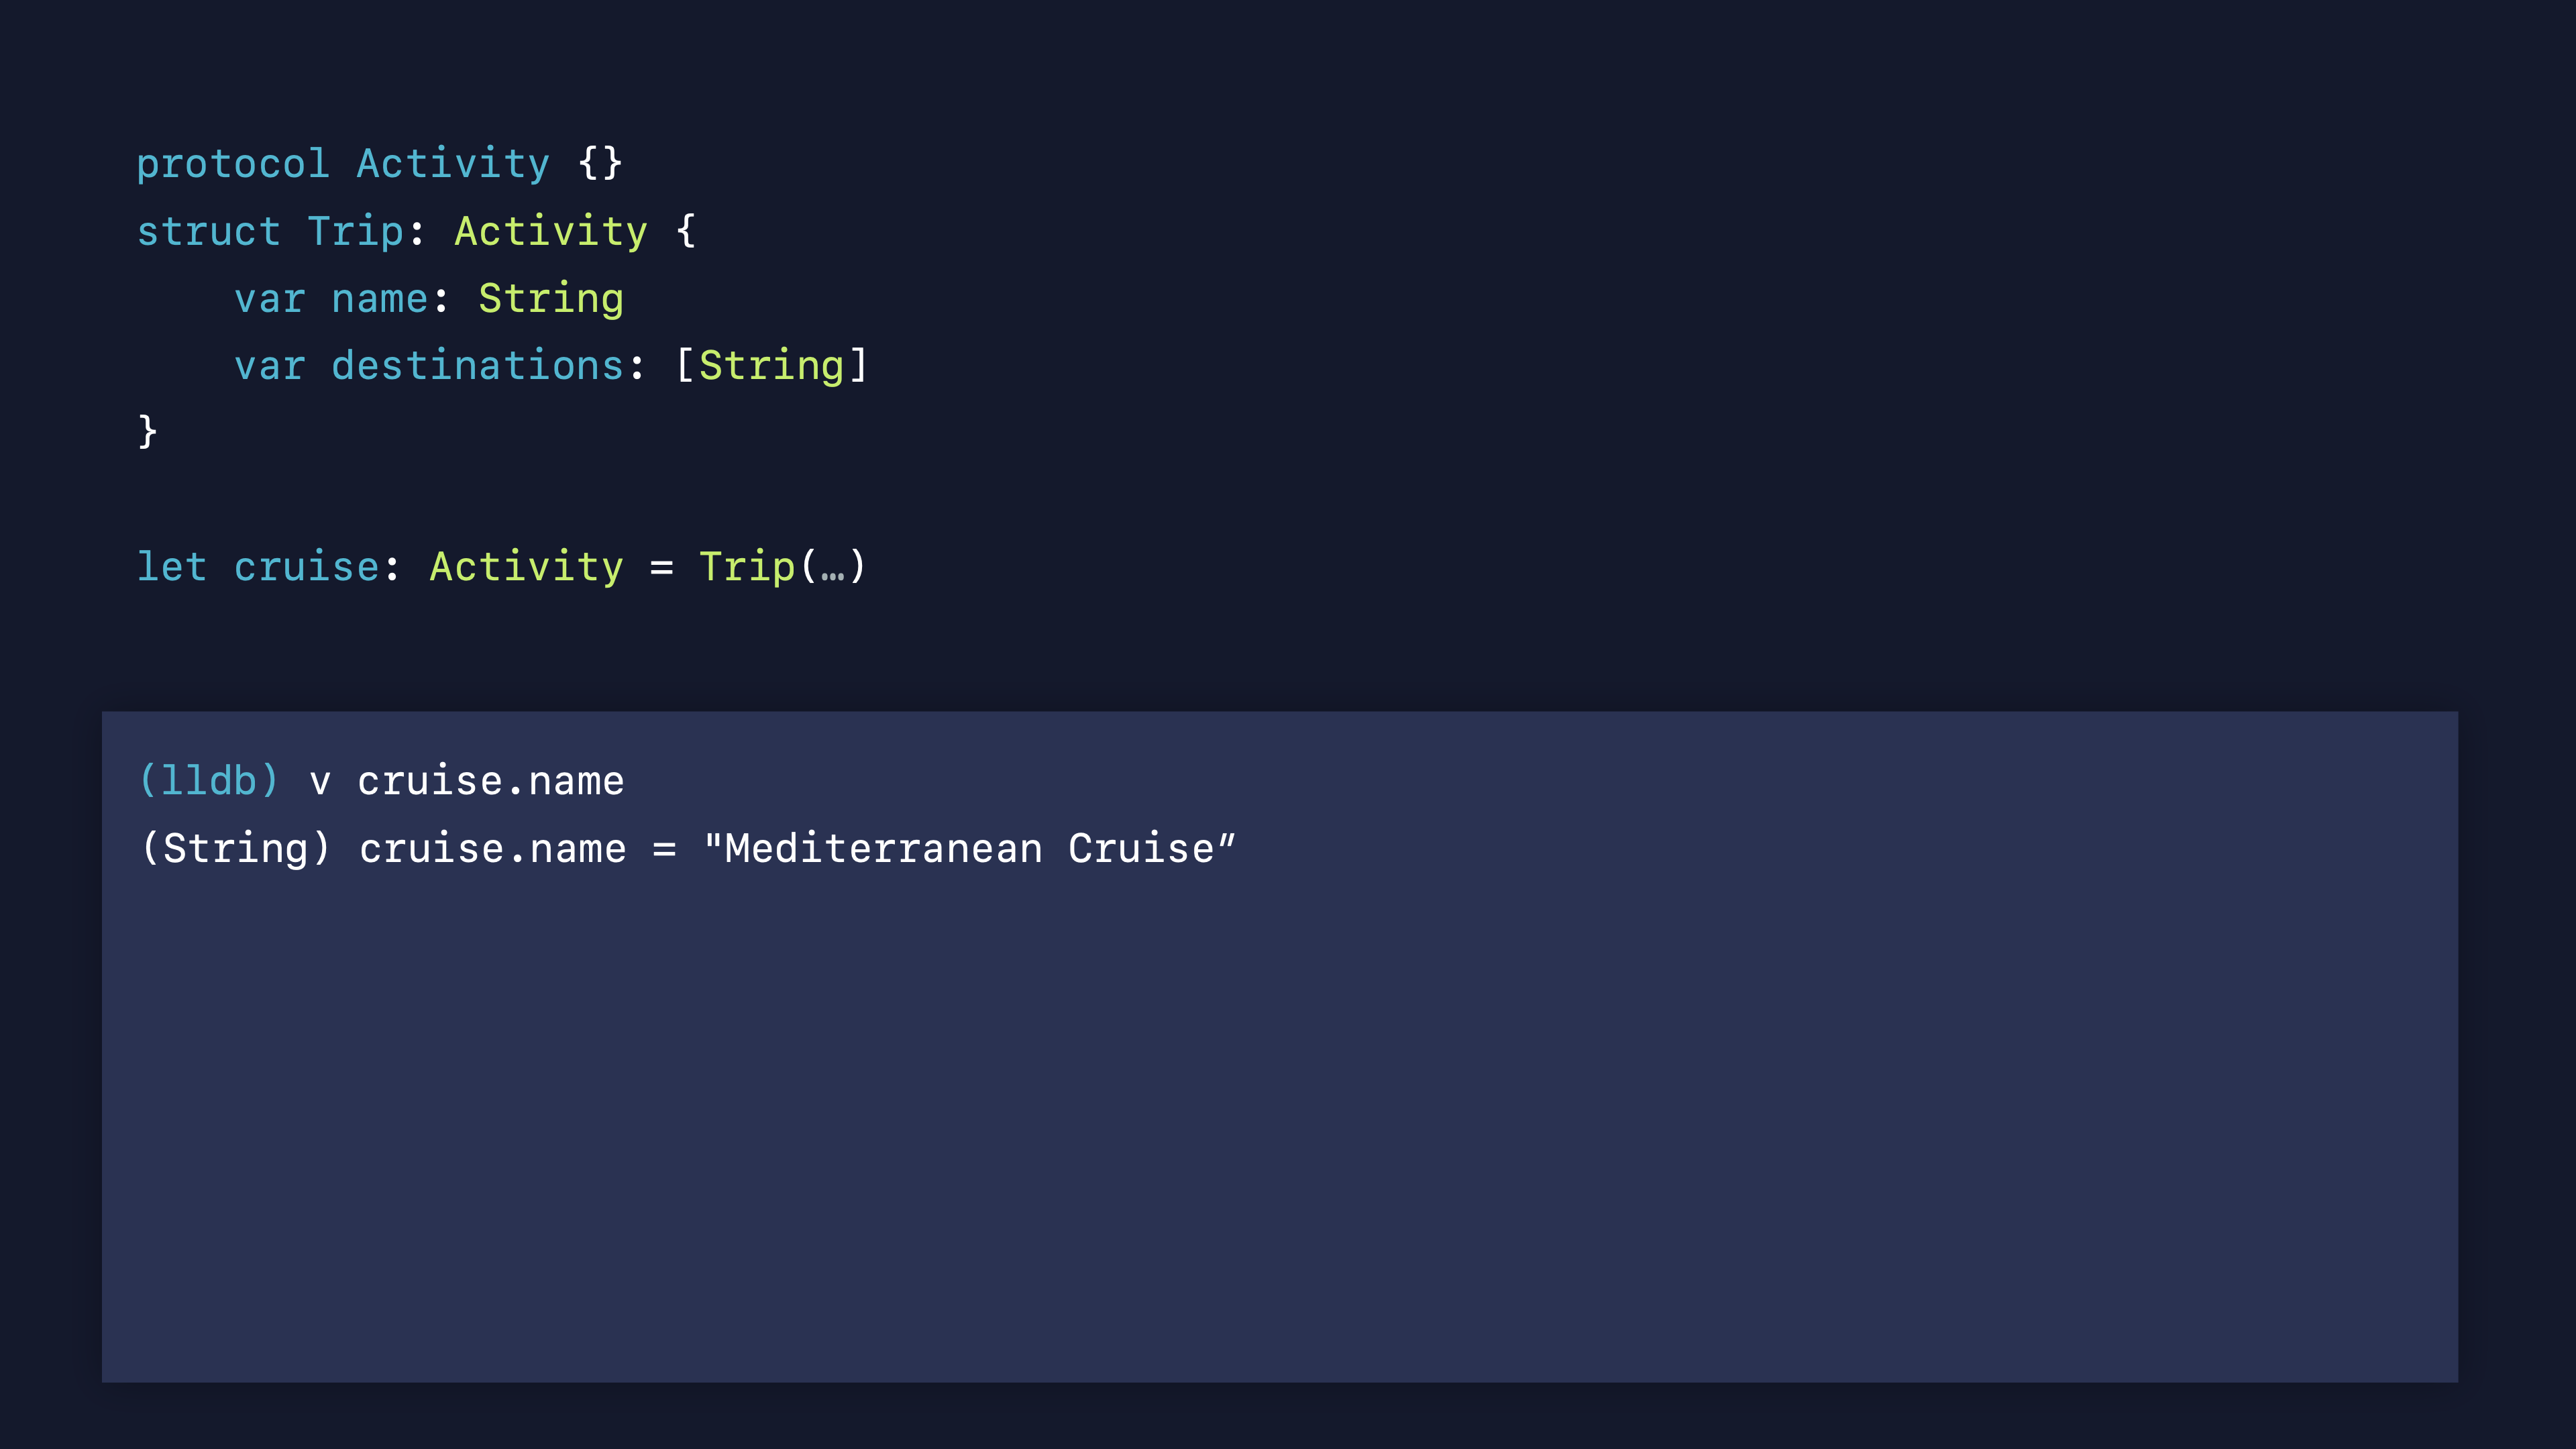 protocol Activity {}
struct Trip: Activity {
    var name: String
    var destinations: [String]
}
let cruise: Activity = Trip(…)
(lldb) v cruise.name
(String) cruise.name = "Mediterranean Cruise”